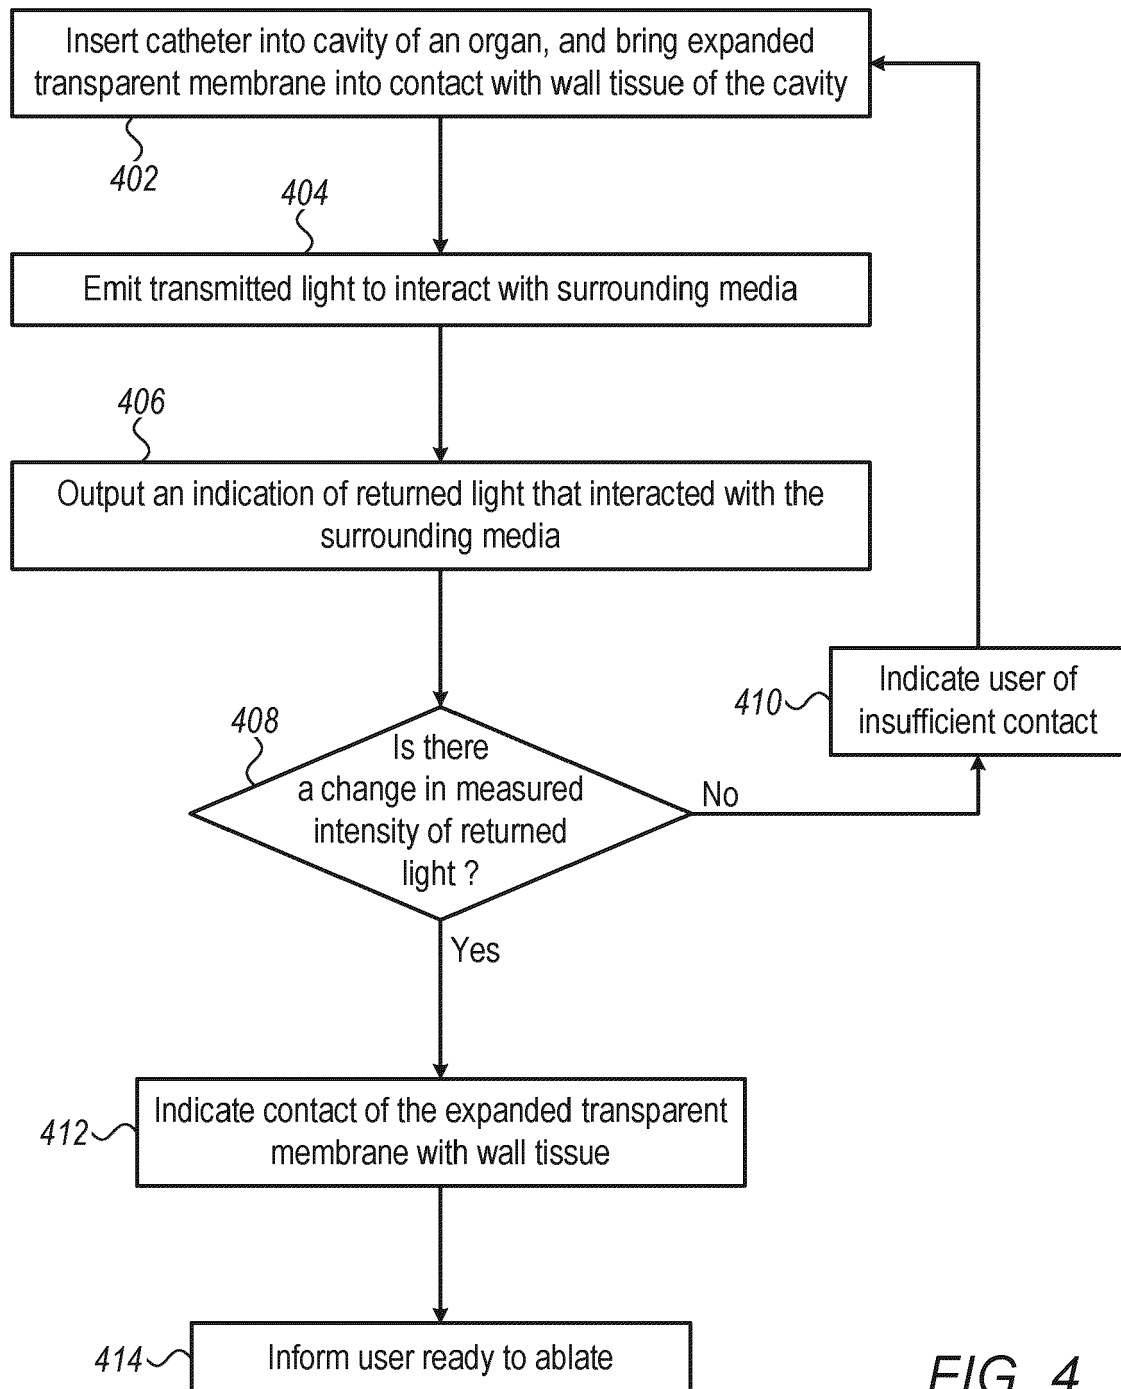 Insert catheter into cavity of an organ, and bring expanded
transparent membrane into contact with wall tissue of the cavity
402
404
Emit transmitted light to interact with surrounding media
406
Output an indication of returned light that interacted with the
surrounding media
Indicate user of
insufficient contact
410
408
Is there
a change in measured
intensity of returned
light ?
No
Yes
Indicate contact of the expanded transparent
membrane with wall tissue
412
Inform user ready to ablate
414
FIG. 4